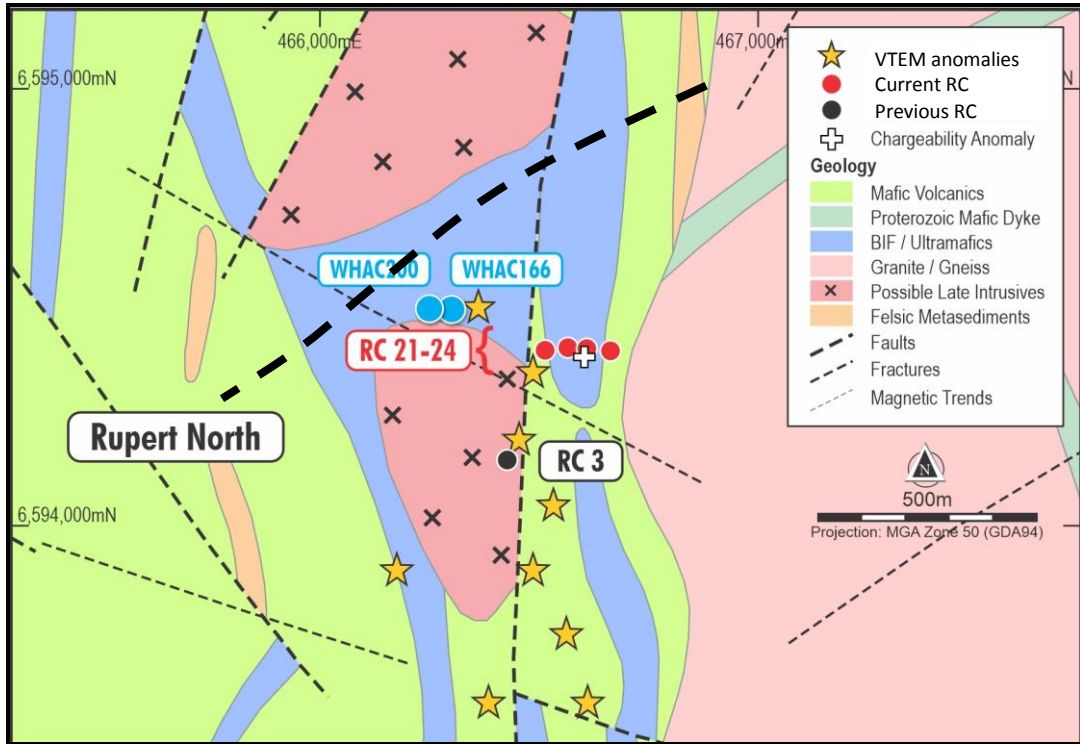 466,000mE
467,000m
6,595,000mN
N
VTEM anomalies
Current RC
Previous RC
Chargeability Anomaly
Geology
Mafic Volcanics
Proterozoic Mafic Dyke
BIF / Ultramafics
Granite / Gneiss
Possible Late Intrusives
Felsic Metasediments
Faults
Fractures
Magnetic Trends
WHAC200
WHAC166
RC 21-24
Rupert North
RC 3
N
500m
Projection: MGA Zone 50 (GDA94)
6,594,000mN